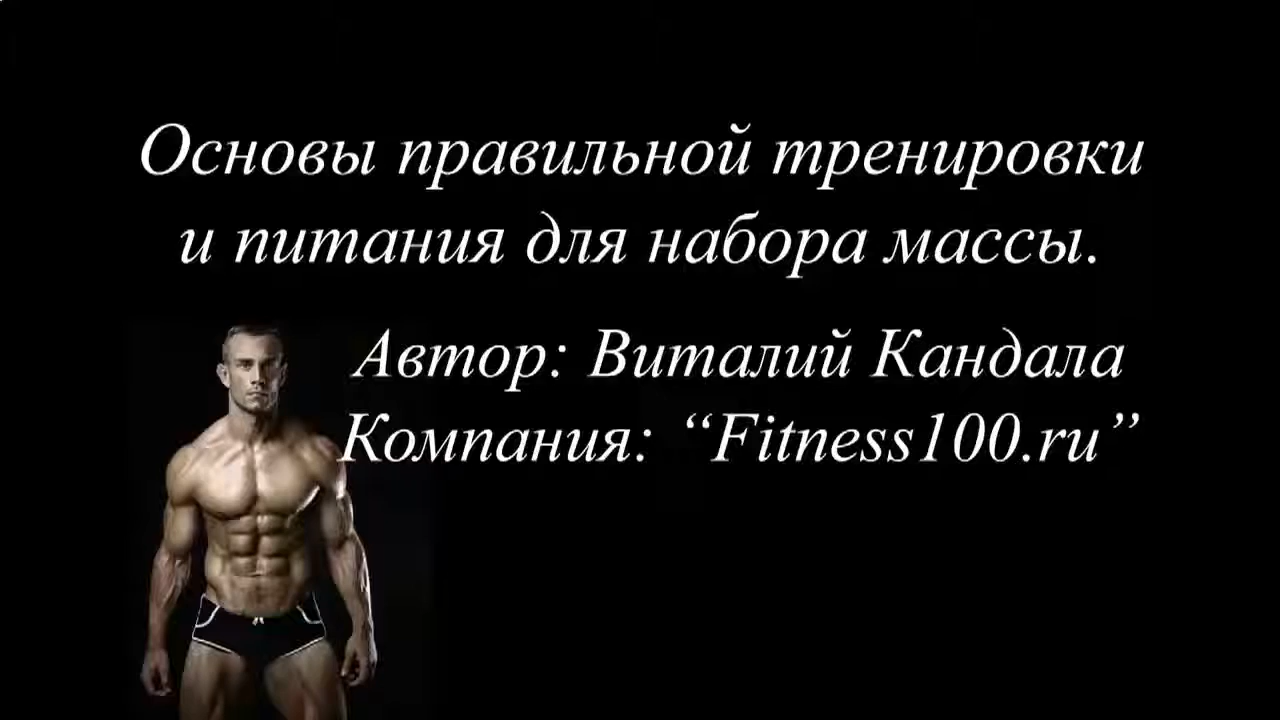 Основы правильной тренировки
и питания для набора массы.
Автор: Виталий Кандала
Компания: “Fitness100.ru”